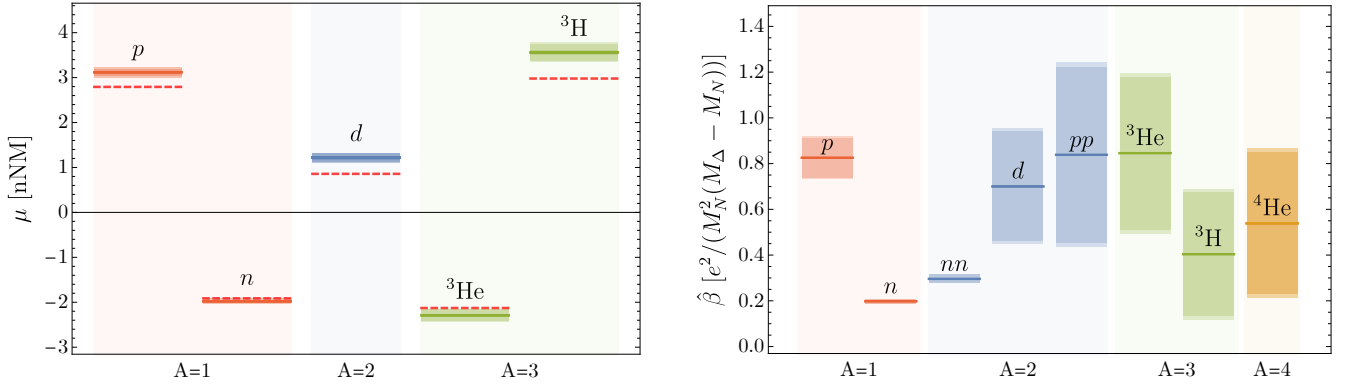 μ [nNM]
4
3
2
1
0
−1
−2
−3
p
n
d
³He
³H
A=1
A=2
A=3
β̂ [e²/(M_N²(M_Δ − M_N))]
1.4
1.2
1.0
0.8
0.6
0.4
0.2
0.0
p
n
nn
d
pp
³He
³H
⁴He
A=1
A=2
A=3
A=4